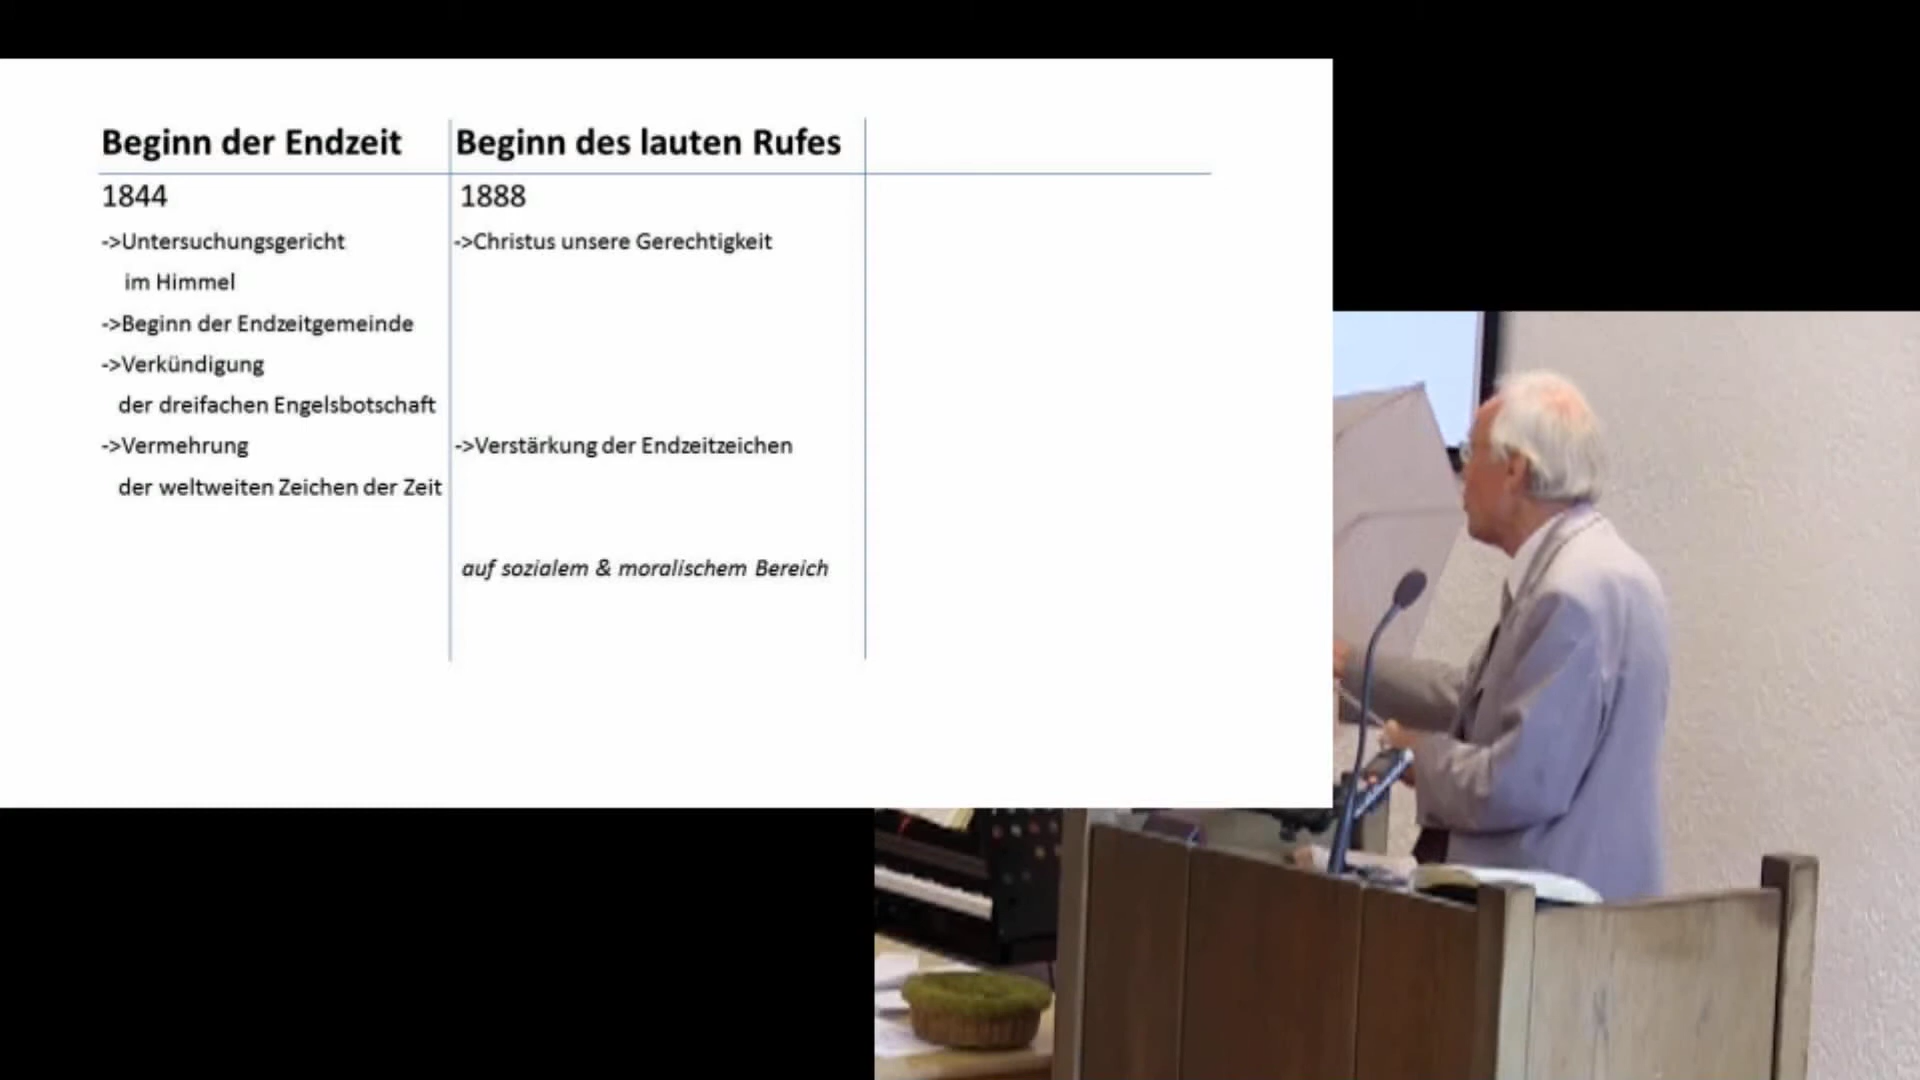 Beginn der Endzeit
1844
->Untersuchungsgericht
im Himmel
->Beginn der Endzeitgemeinde
->Verkündigung
der dreifachen Engelsbotschaft
->Vermehrung
der weltweiten Zeichen der Zeit
Beginn des lauten Rufes
1888
->Christus unsere Gerechtigkeit
->Verstärkung der Endzeitzeichen
auf sozialem & moralischem Bereich